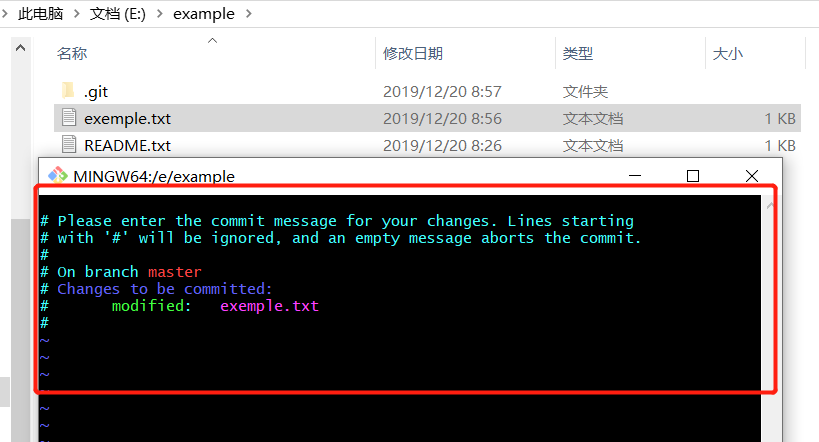 此电脑 > 文档 (E:) > example >
名称 修改日期 类型 大小
.git 2019/12/20 8:57 文件夹
exemple.txt 2019/12/20 8:56 文本文档 1 KB
README.txt 2019/12/20 8:26 文本文档 1 KB
MINGW64:/e/example
# Please enter the commit message for your changes. Lines starting
# with '#' will be ignored, and an empty message aborts the commit.
#
# On branch master
# Changes to be committed:
#       modified:   exemple.txt
#
~
~
~
~
~
~